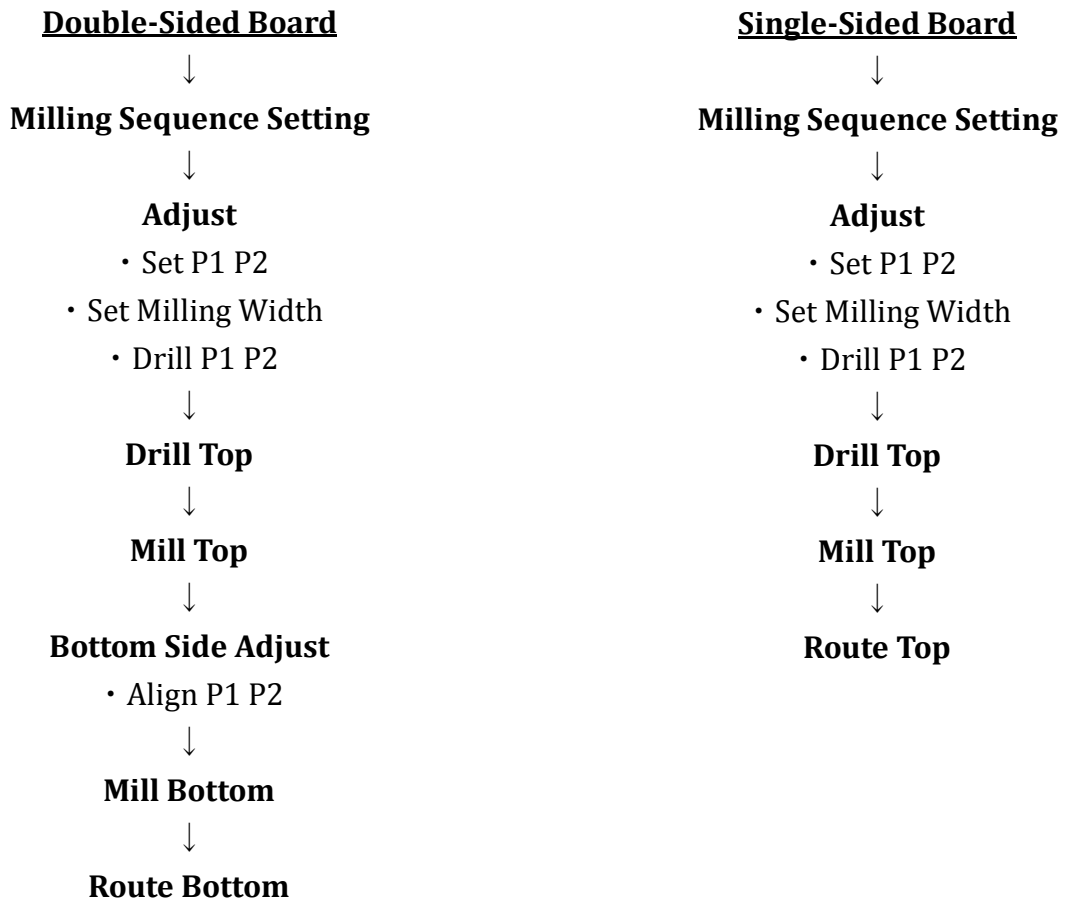 Double-Sided Board
↓
Milling Sequence Setting
↓
Adjust
・Set P1 P2
・Set Milling Width
・Drill P1 P2
↓
Drill Top
↓
Mill Top
↓
Bottom Side Adjust
・Align P1 P2
↓
Mill Bottom
↓
Route Bottom
Single-Sided Board
↓
Milling Sequence Setting
↓
Adjust
・Set P1 P2
・Set Milling Width
・Drill P1 P2
↓
Drill Top
↓
Mill Top
↓
Route Top